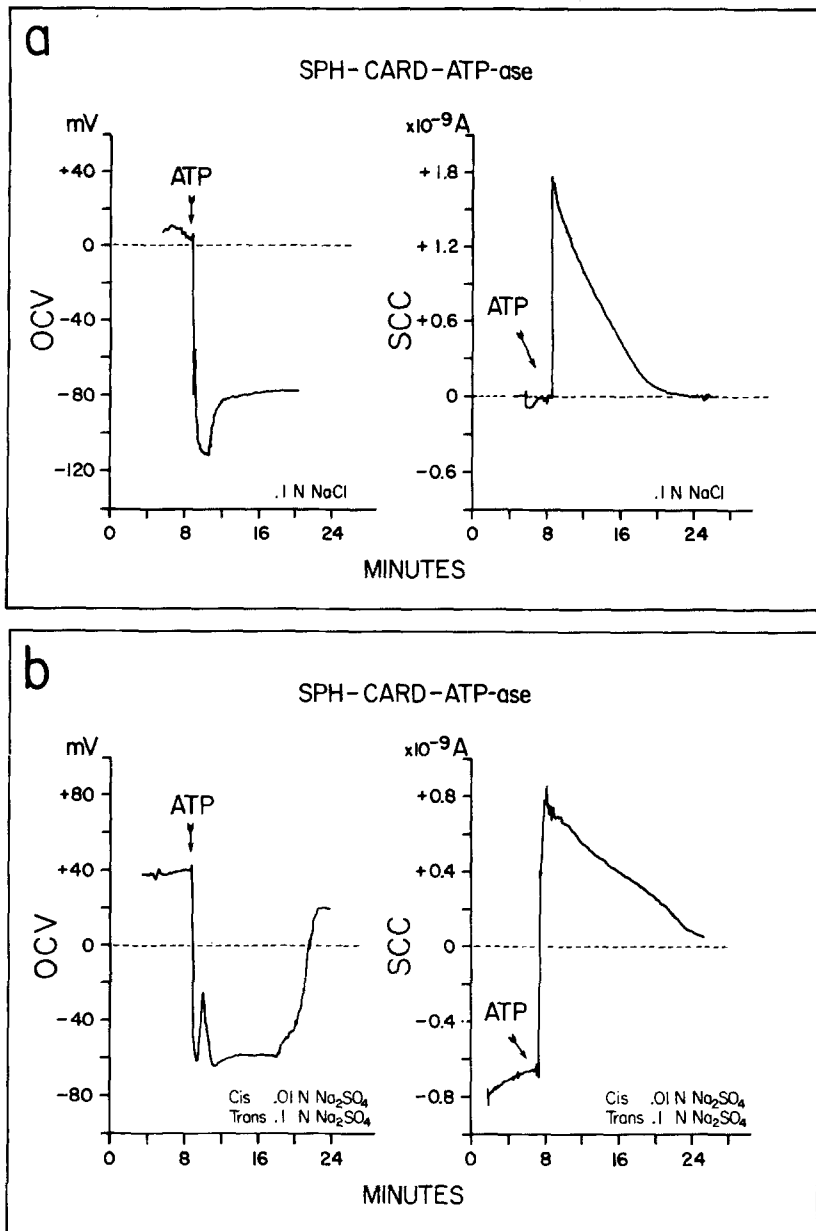 a
SPH-CARD-ATP-ase
mV
+40
0
-40
-80
-120
OCV
ATP
.1 N NaCl
0 8 16 24
x10-9A
+1.8
+1.2
+0.6
0
-0.6
SCC
ATP
.1 N NaCl
0 8 16 24
MINUTES
b
SPH-CARD-ATP-ase
mV
+80
+40
0
-40
-80
OCV
ATP
Cis .01 N Na2SO4
Trans .1 N Na2SO4
0 8 16 24
x10-9A
+0.8
+0.4
0
-0.4
-0.8
SCC
ATP
Cis .01 N Na2SO4
Trans .1 N Na2SO4
0 8 16 24
MINUTES